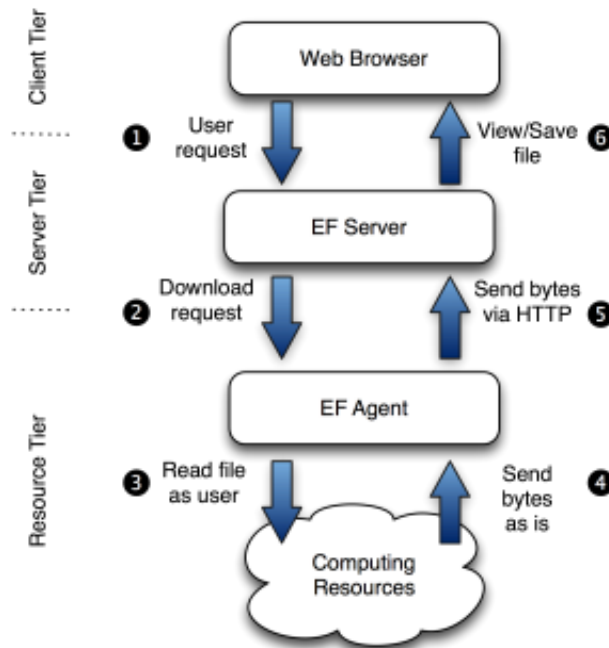 Client Tier
Web Browser
1
User
request
View/Save
file
6
Server Tier
EF Server
2
Download
request
Send bytes
via HTTP
5
Resource Tier
EF Agent
3
Read file
as user
Send
bytes
as is
4
Computing
Resources